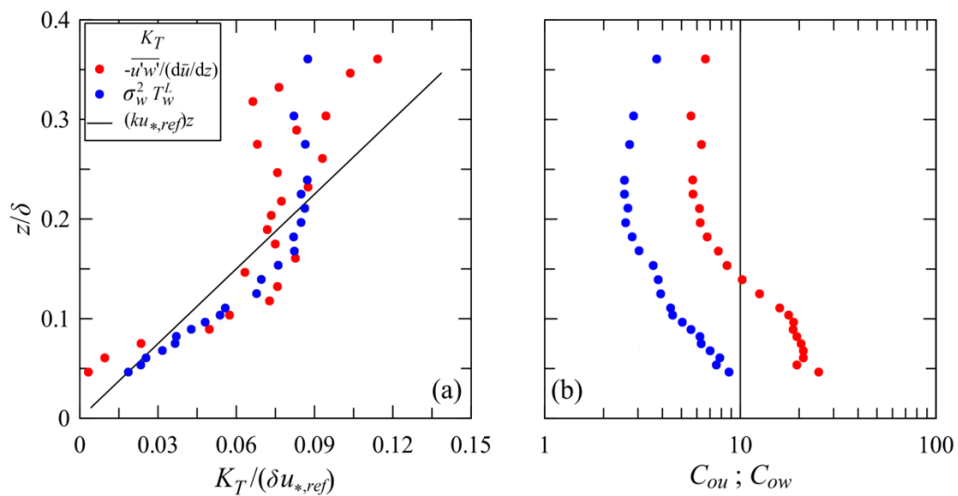 0.4
0.3
0.2
0.1
0
z/δ
K_T
-\overline{u'w'}/(dū/dz)
σ_w^2 T_w^L
(ku_{*,ref})z
(a)
0 0.03 0.06 0.09 0.12 0.15
K_T/(δu_{*,ref})
(b)
1 10 100
C_{ou} ; C_{ow}